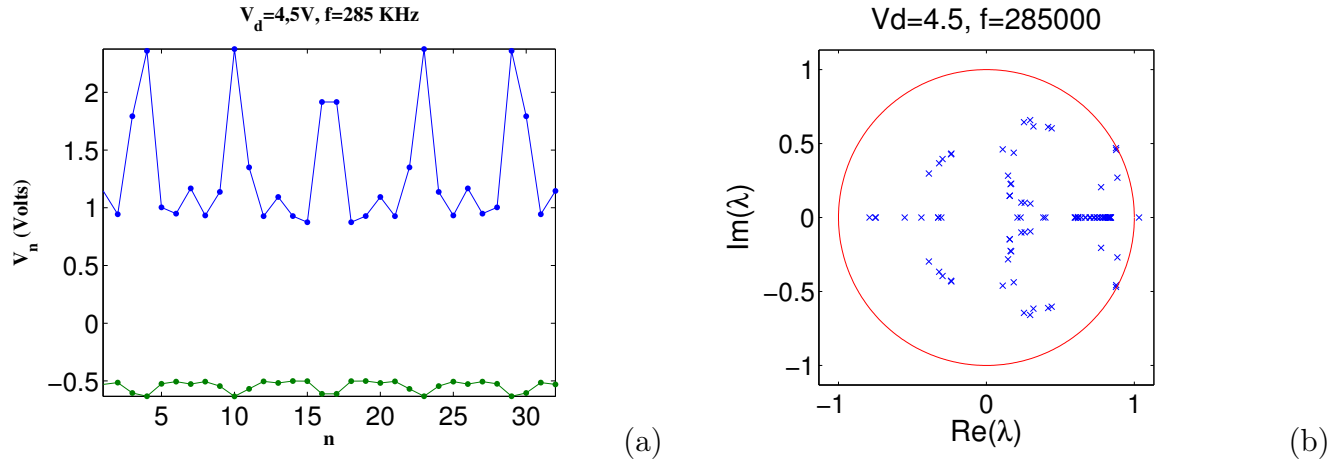 V_d=4,5V, f=285 KHz
V_n (Volts)
2
1.5
1
0.5
0
−0.5
5
10
15
20
25
30
n
(a)
Vd=4.5, f=285000
Im(λ)
1
0.5
0
−0.5
−1
−1
0
1
Re(λ)
(b)